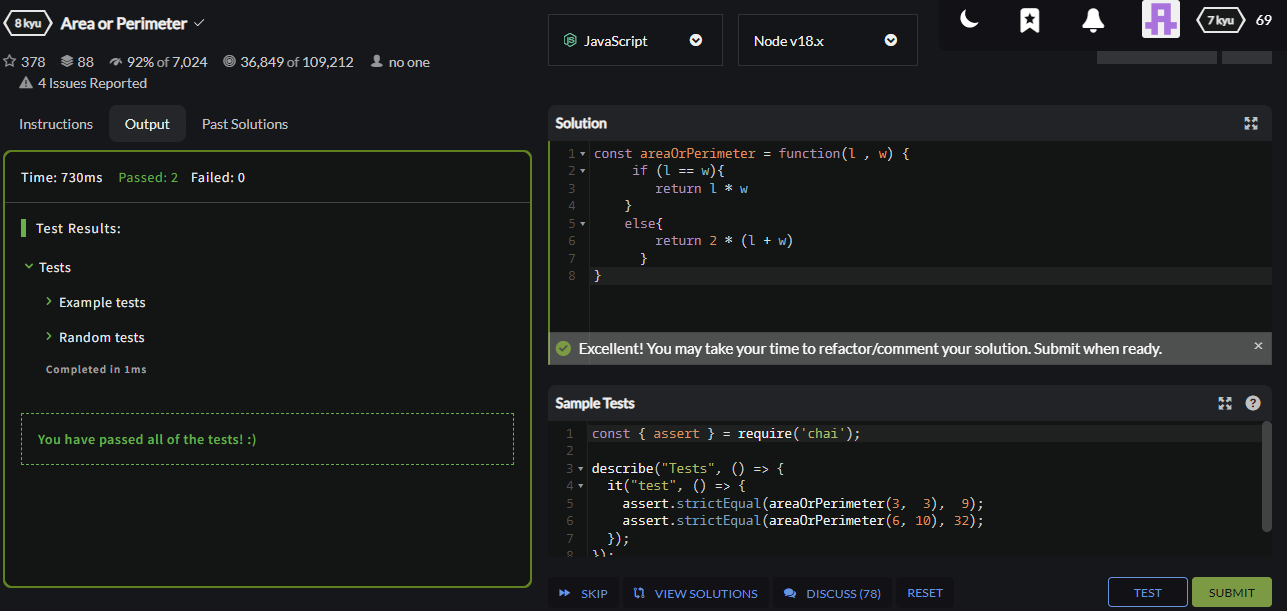 8 kyu Area or Perimeter
378 88 92% of 7,024 36,849 of 109,212 no one
4 Issues Reported
Instructions Output Past Solutions
Time: 730ms Passed: 2 Failed: 0
Test Results:
Tests
Example tests
Random tests
Completed in 1ms
You have passed all of the tests! :)
JavaScript Node v18.x
7 kyu 69
Solution
1 const areaOrPerimeter = function(l , w) {
2 if (l == w){
3 return l * w
4 }
5 else{
6 return 2 * (l + w)
7 }
8 }
Excellent! You may take your time to refactor/comment your solution. Submit when ready.
Sample Tests
1 const { assert } = require('chai');
2
3 describe("Tests", () => {
4 it("test", () => {
5 assert.strictEqual(areaOrPerimeter(3, 3), 9);
6 assert.strictEqual(areaOrPerimeter(6, 10), 32);
7 });
8 });
SKIP VIEW SOLUTIONS DISCUSS (78) RESET TEST SUBMIT